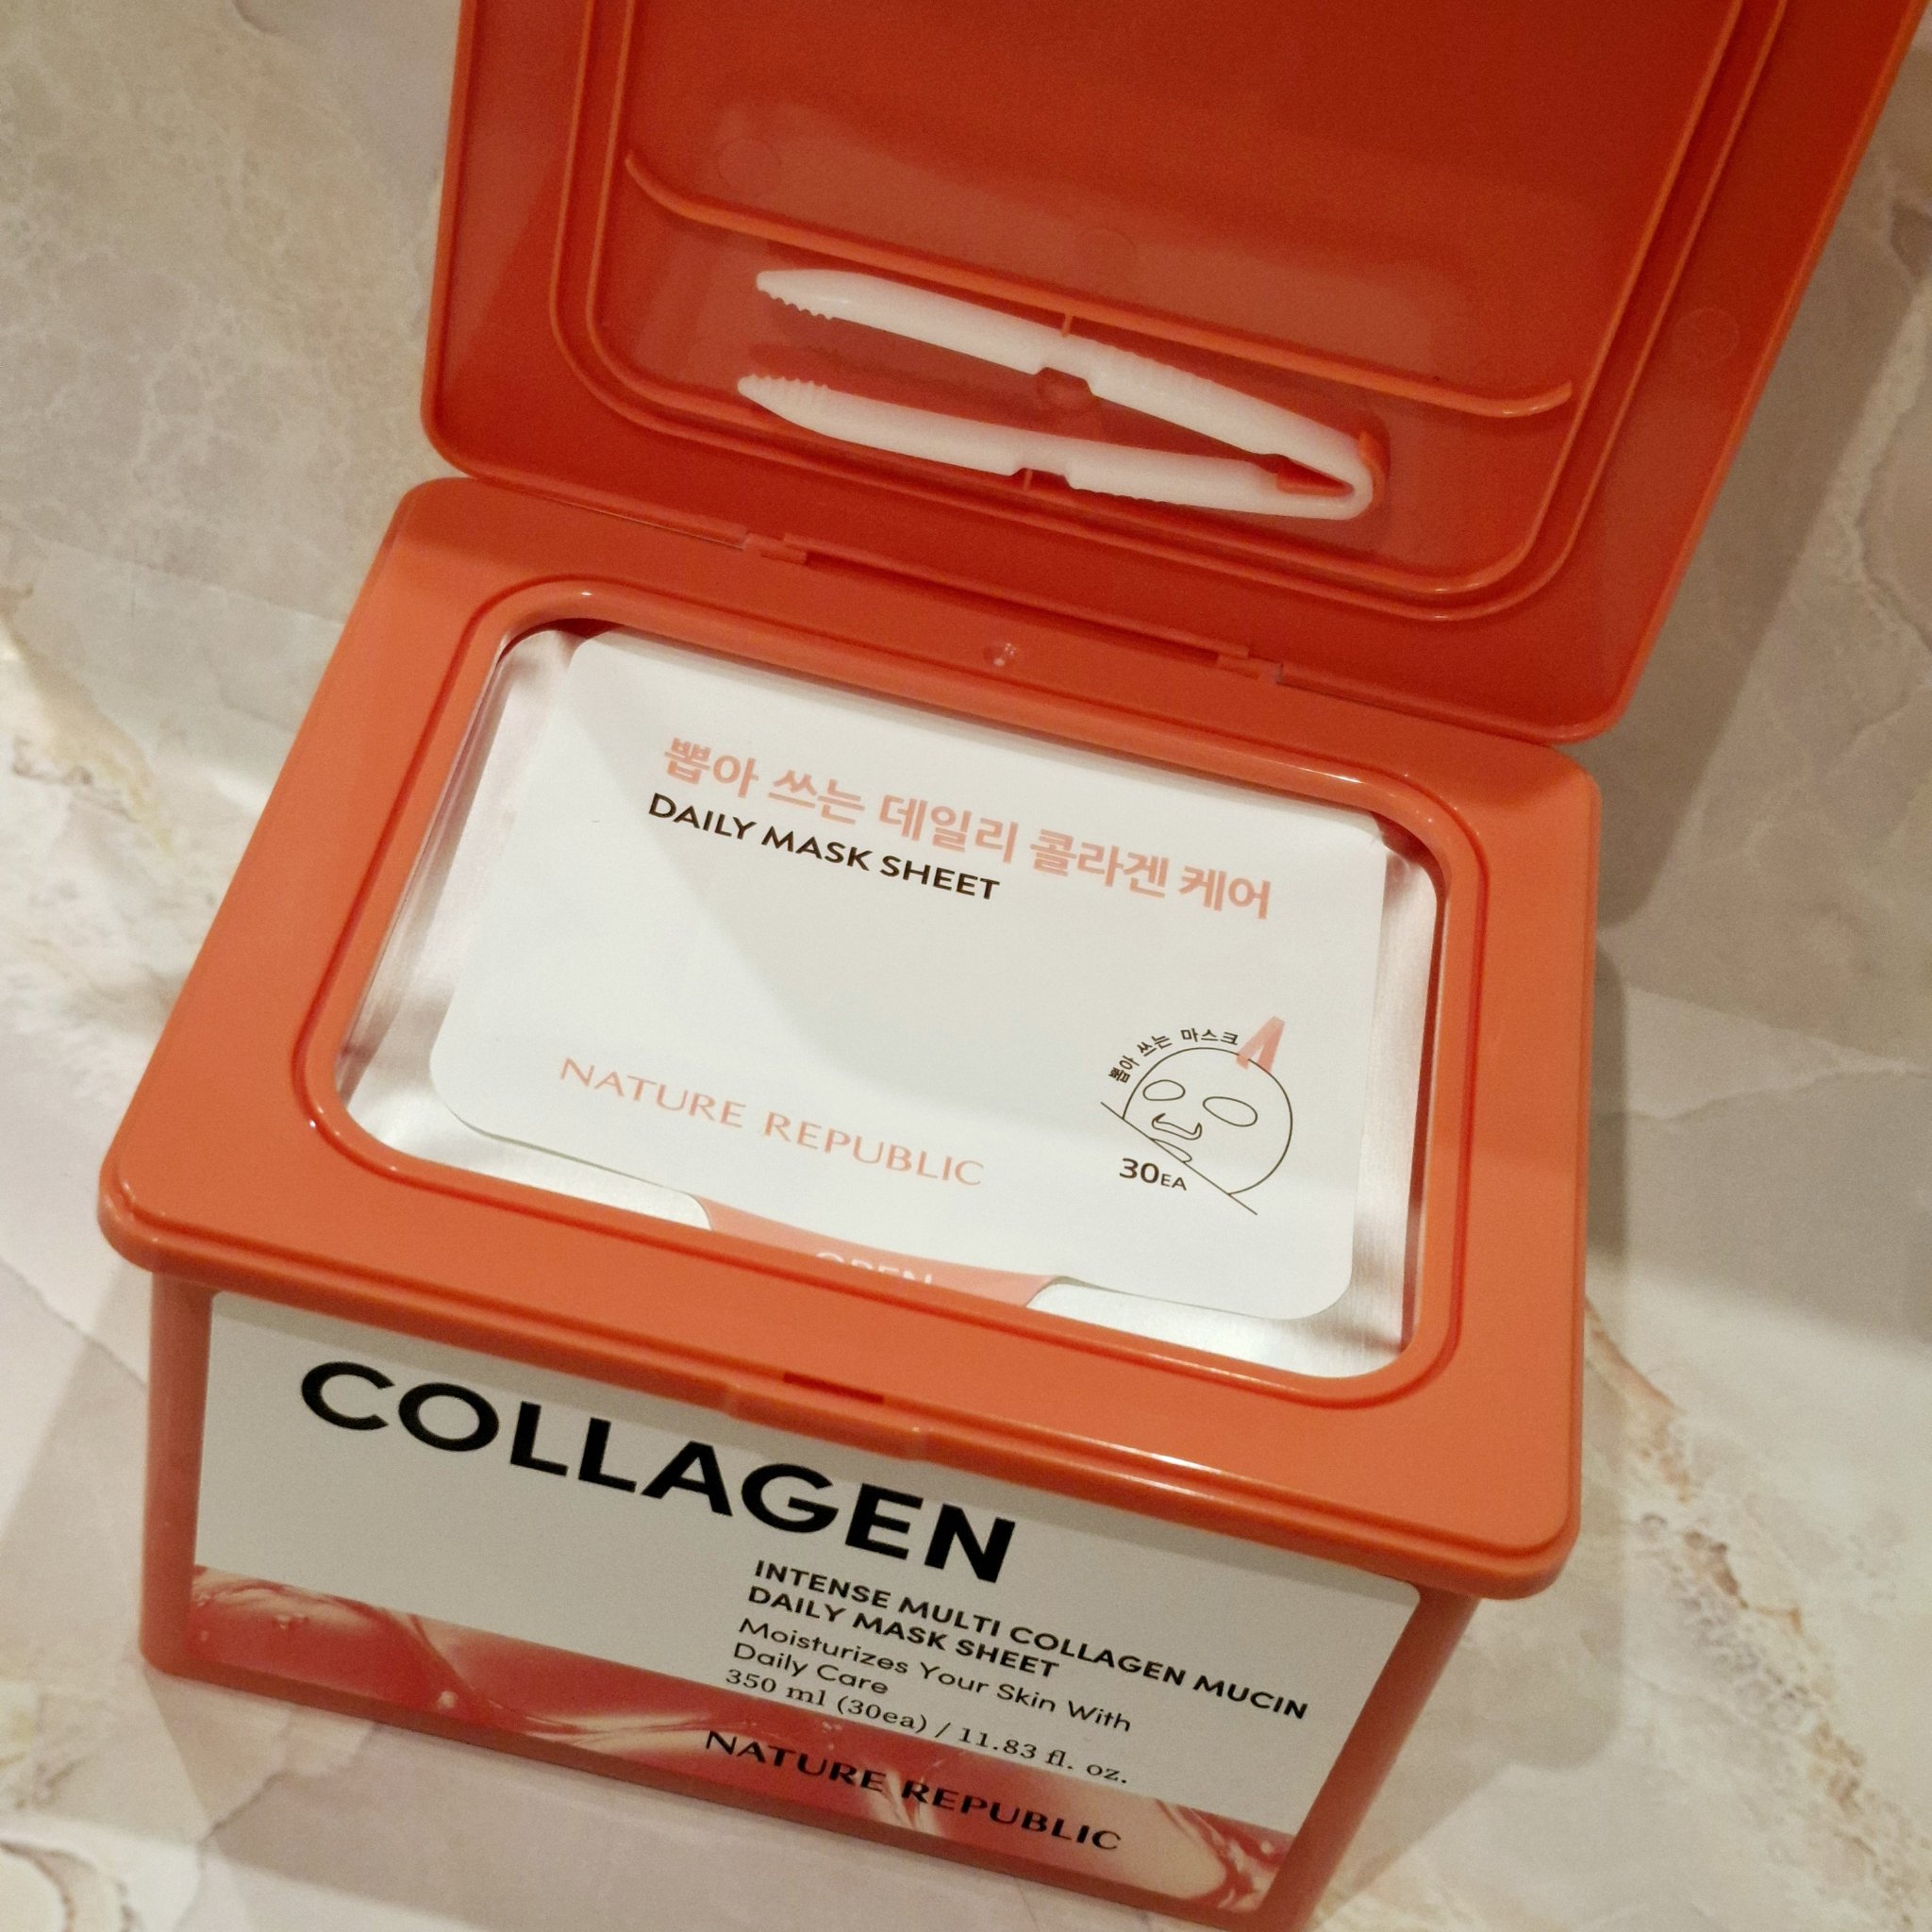 뽑아 쓰는 데일리 콜라겐 케어
DAILY MASK SHEET
뽑아 쓰는 마스크
30EA
NATURE REPUBLIC
OPEN
COLLAGEN
INTENSE MULTI COLLAGEN MUCIN
DAILY MASK SHEET
Moisturizes Your Skin With
Daily Care
350 ml (30ea) / 11.83 fl. oz.
NATURE REPUBLIC